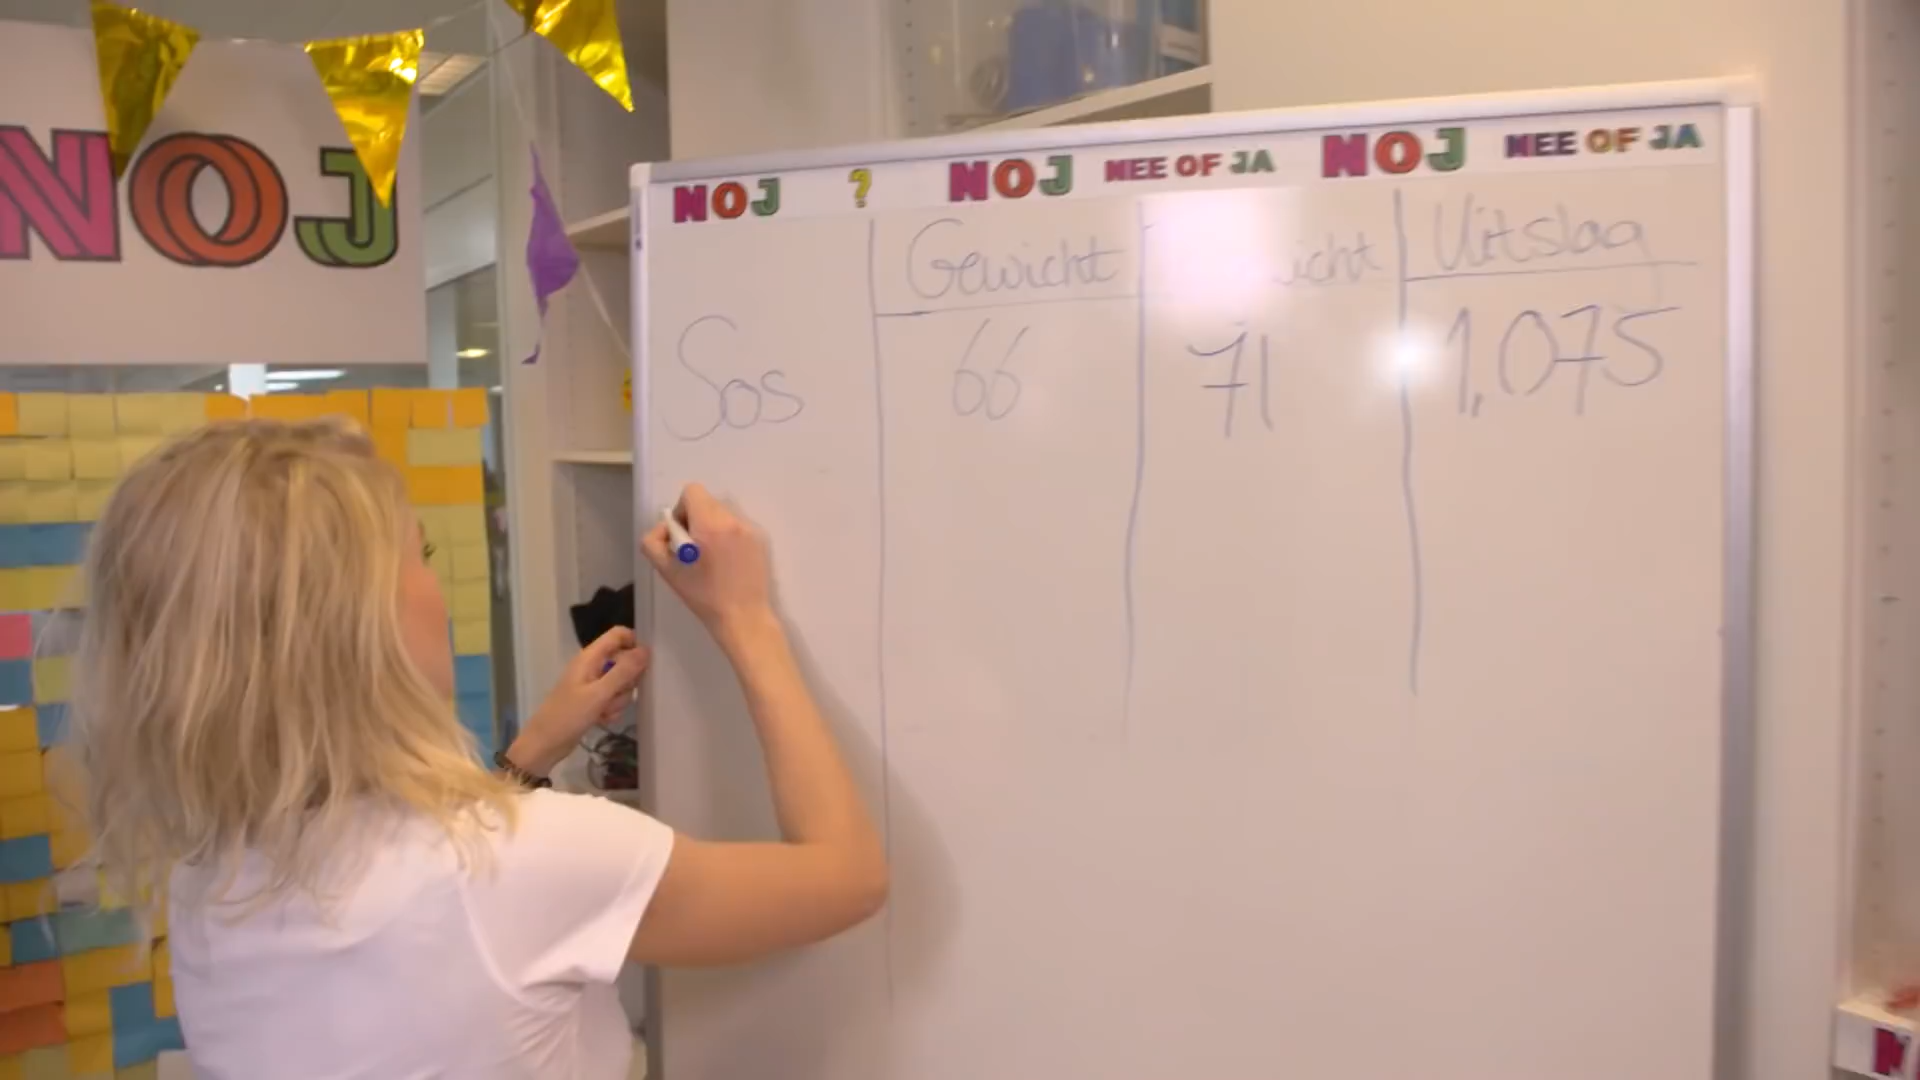 NOJ
NOJ ? NOJ NEE OF JA NOJ NEE OF JA
Gewicht Uitslag
Sos 66 71 1,075